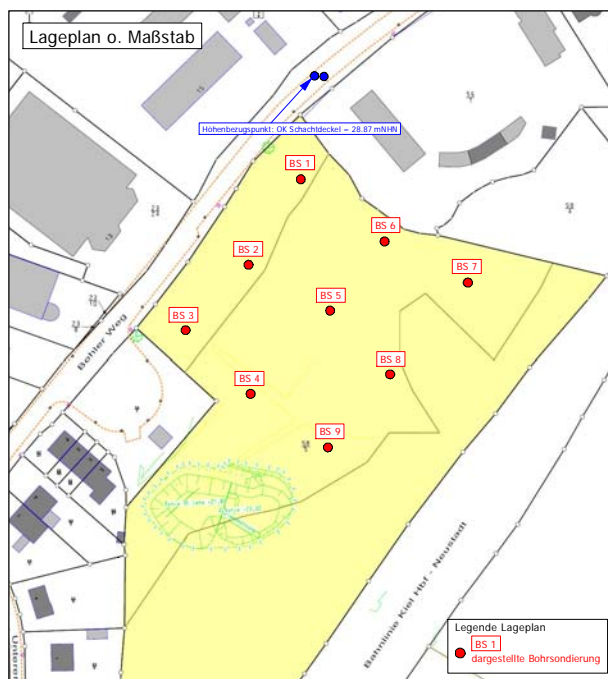 Lageplan o. Maßstab
Höhenbezugspunkt: OK Schachtdeckel = 28.87 mNHN
BS 1
BS 6
BS 2
BS 7
BS 5
BS 3
Behler Weg
BS 8
BS 4
BS 9
Bahnlinie Kiel Hbf - Neustadt
Legende Lageplan
BS 1
dargestellte Bohrsondierung